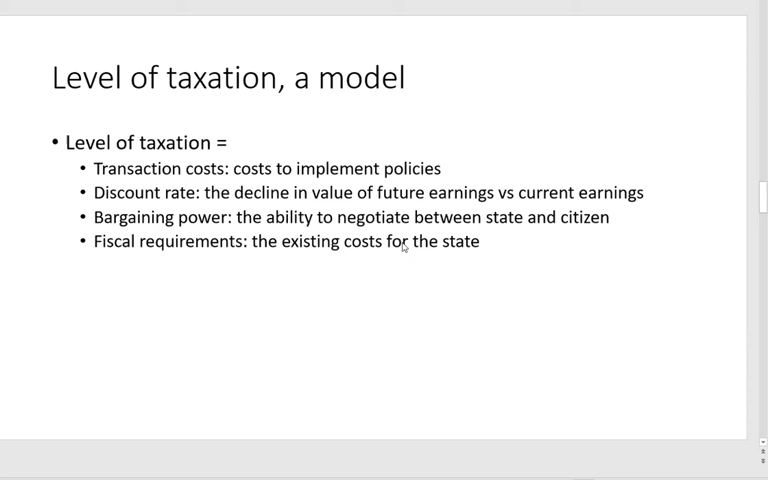 Level of taxation, a model
• Level of taxation =
• Transaction costs: costs to implement policies
• Discount rate: the decline in value of future earnings vs current earnings
• Bargaining power: the ability to negotiate between state and citizen
• Fiscal requirements: the existing costs for the state